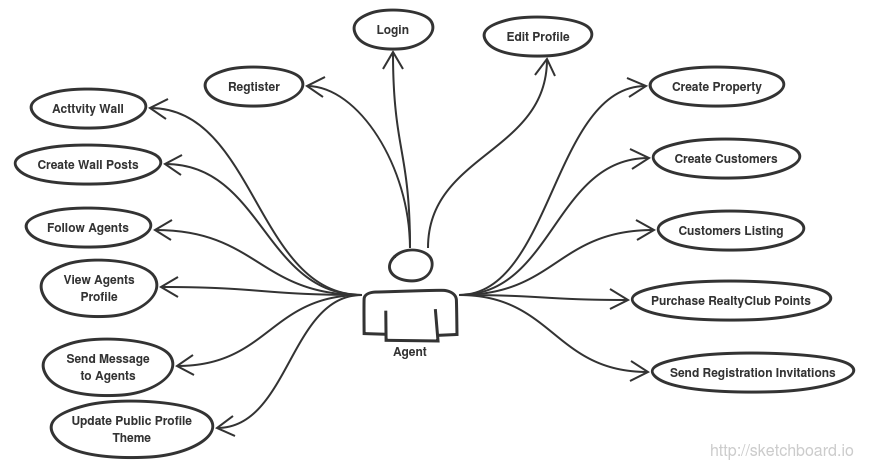 Login
Edit Profile
Regtister
Acttvity Wall
Create Property
Create Wall Posts
Create Customers
Follow Agents
Customers Listing
View Agents
Profile
Purchase RealtyClub Points
Agent
Send Message
to Agents
Send Registration Invitations
Update Public Profile
Theme
http://sketchboard.io